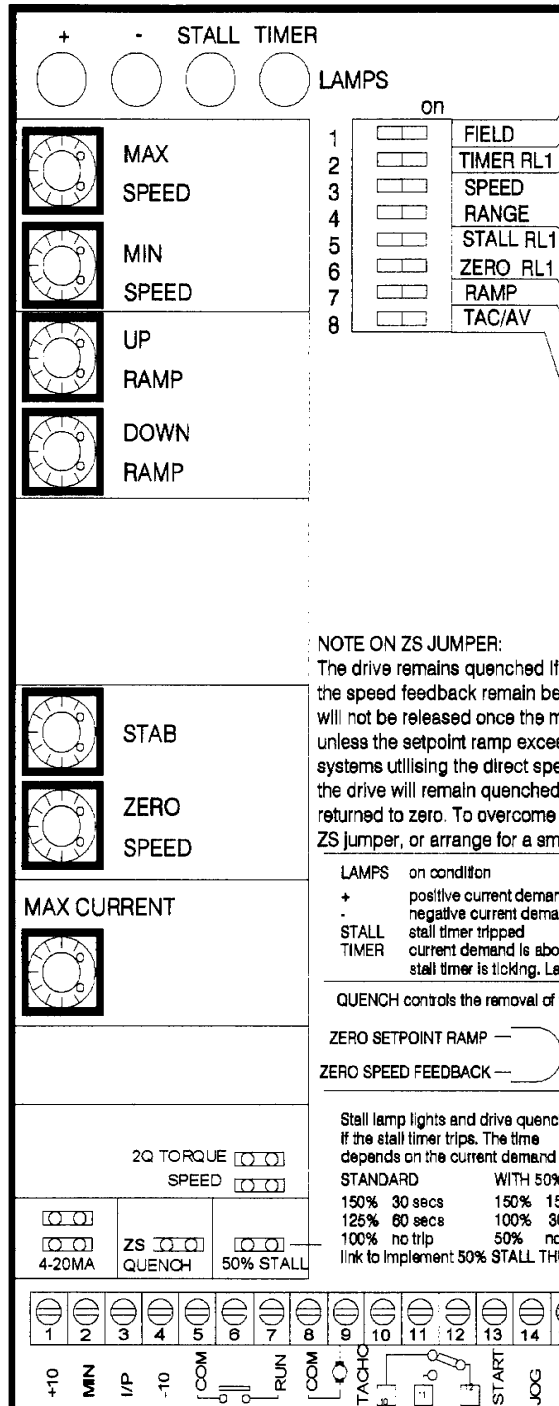 + - STALL TIMER
LAMPS
on
1 FIELD
2 TIMER RL1
3 SPEED
4 RANGE
5 STALL RL1
6 ZERO RL1
7 RAMP
8 TAC/AV
MAX
SPEED
MIN
SPEED
UP
RAMP
DOWN
RAMP
STAB
ZERO
SPEED
MAX CURRENT
NOTE ON ZS JUMPER:
The drive remains quenched if
the speed feedback remain be
will not be released once the m
unless the setpoint ramp excee
systems utilising the direct spe
the drive will remain quenched
returned to zero. To overcome
ZS jumper, or arrange for a sm
LAMPS on condition
+ positive current deman
- negative current dema
STALL stall timer tripped
TIMER current demand is abo
stall timer is ticking. La
QUENCH controls the removal of
ZERO SETPOINT RAMP
ZERO SPEED FEEDBACK
Stall lamp lights and drive quenc
if the stall timer trips. The time
depends on the current demand
STANDARD WITH 50%
150% 30 secs 150% 15
125% 60 secs 100% 30
100% no trip 50% no
link to implement 50% STALL TH
2Q TORQUE
SPEED
4-20MA
ZS
QUENCH
50% STALL
1 2 3 4 5 6 7 8 9 10 11 12 13 14
+10 MIN I/P -10 COM RUN COM TACHO START JOG
11 12